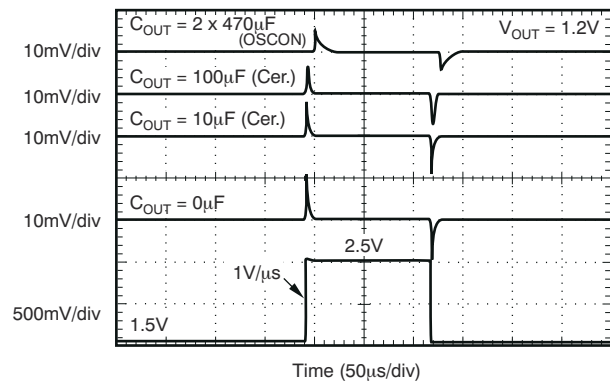 C_OUT = 2 x 470μF
(OSCON)
V_OUT = 1.2V
10mV/div
C_OUT = 100μF (Cer.)
10mV/div
C_OUT = 10μF (Cer.)
10mV/div
C_OUT = 0μF
10mV/div
2.5V
1V/μs
500mV/div
1.5V
Time (50μs/div)